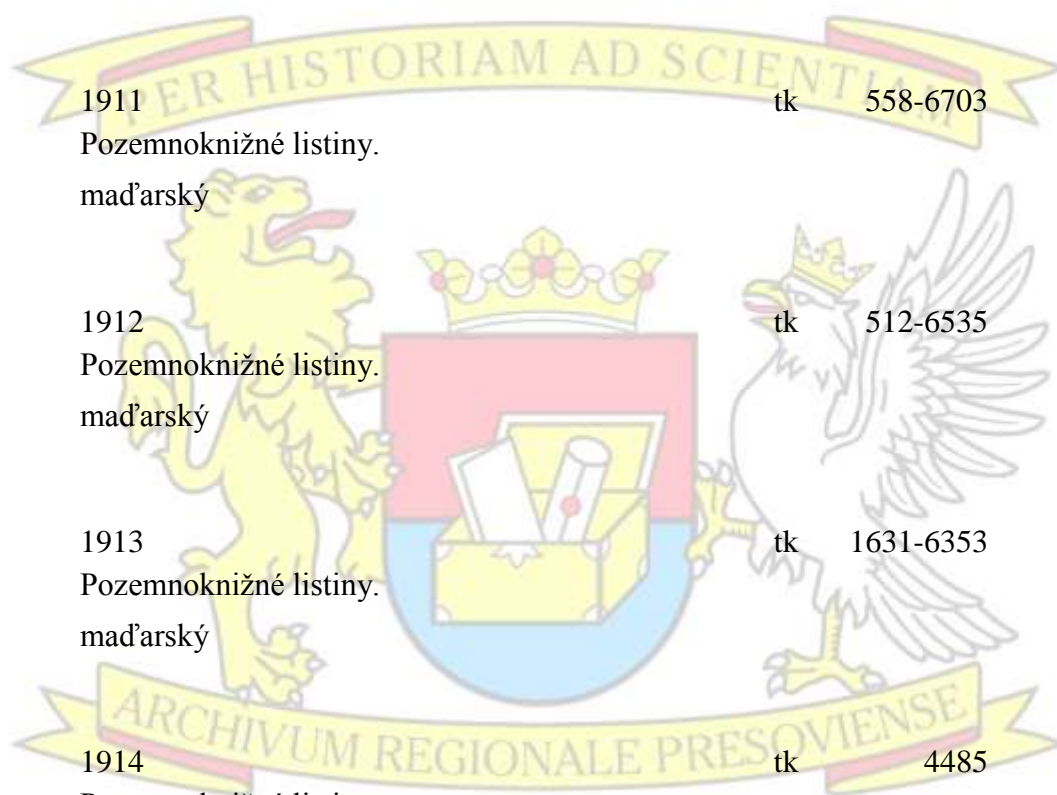 PER HISTORIAM AD SCIENTIAM
1911 tk 558-6703
Pozemnoknižné listiny.
maďarský
1912 tk 512-6535
Pozemnoknižné listiny.
maďarský
1913 tk 1631-6353
Pozemnoknižné listiny.
maďarský
ARCHIVUM REGIONALE PRESOVIENSE
1914 tk 4485